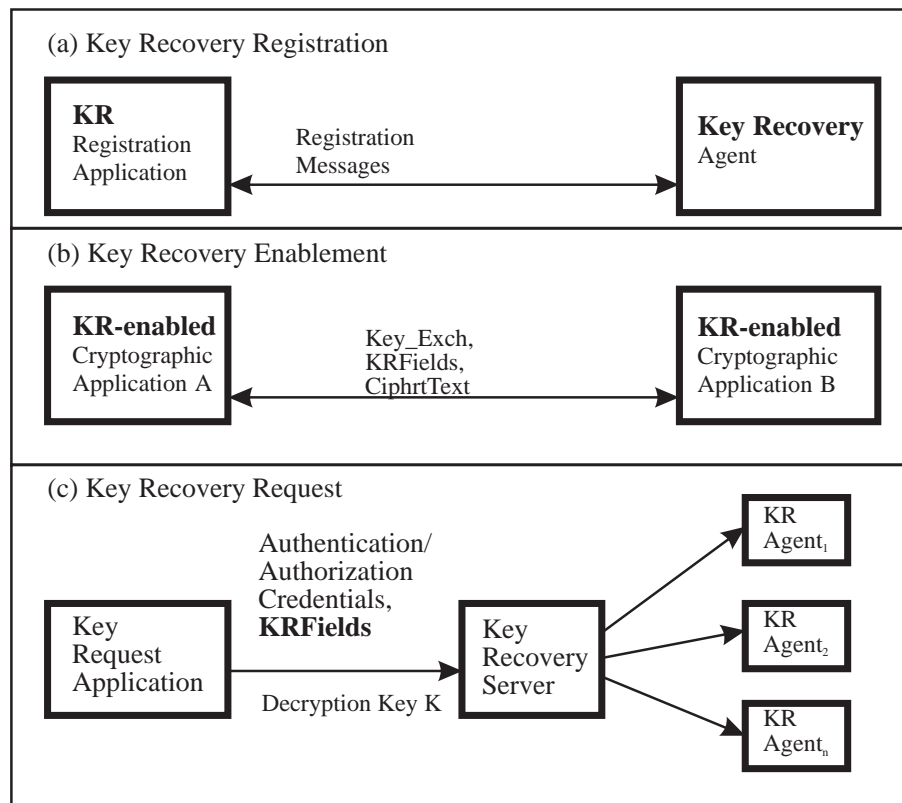 (a) Key Recovery Registration
KR
Registration
Application
Registration
Messages
Key Recovery
Agent
(b) Key Recovery Enablement
KR-enabled
Cryptographic
Application A
Key_Exch,
KRFields,
CiphrtText
KR-enabled
Cryptographic
Application B
(c) Key Recovery Request
Key
Request
Application
Authentication/
Authorization
Credentials,
KRFields
Decryption Key K
Key
Recovery
Server
KR
Agent₁
KR
Agent₂
KR
Agentₙ